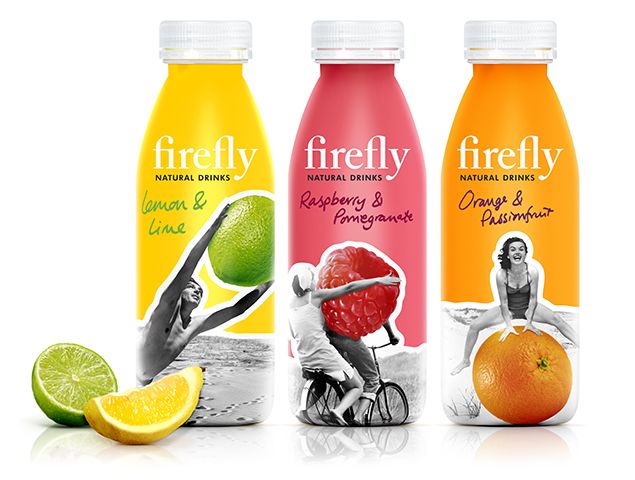 firefly
NATURAL DRINKS
Lemon &
Lime
firefly
NATURAL DRINKS
Raspberry &
Pomegranate
firefly
NATURAL DRINKS
Orange &
Passionfruit